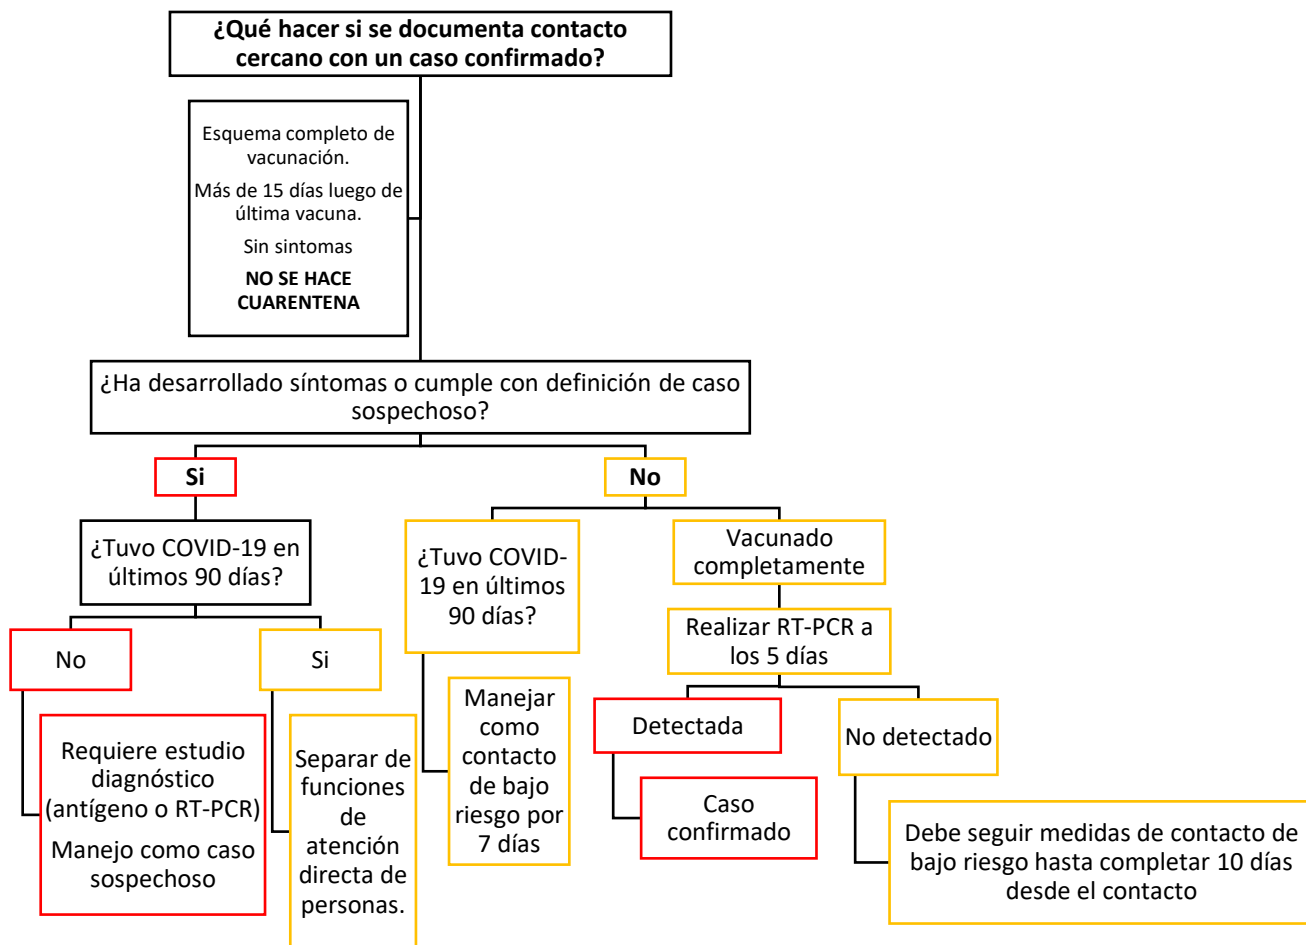 ¿Qué hacer si se documenta contacto
cercano con un caso confirmado?
Esquema completo de
vacunación.
Más de 15 días luego de
última vacuna.
Sin sintomas
NO SE HACE
CUARENTENA
¿Ha desarrollado síntomas o cumple con definición de caso
sospechoso?
Si
No
¿Tuvo COVID-19 en
últimos 90 días?
¿Tuvo COVID-
19 en últimos
90 días?
Vacunado
completamente
Realizar RT-PCR a
los 5 días
No
Si
Requiere estudio
diagnóstico
(antígeno o RT-PCR)
Manejo como caso
sospechoso
Separar de
funciones
de
atención
directa de
personas.
Manejar
como
contacto
de bajo
riesgo por
7 días
Detectada
No detectado
Caso
confirmado
Debe seguir medidas de contacto de
bajo riesgo hasta completar 10 días
desde el contacto